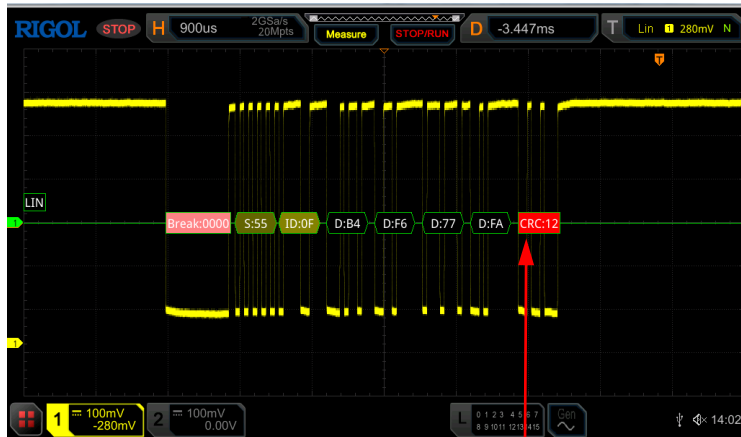 RIGOL STOP H 900us 2GSa/s 20Mpts Measure STOP/RUN D -3.447ms T Lin 1 280mV N
T
LIN
1 Break:0000 S:55 ID:0F D:B4 D:F6 D:77 D:FA CRC:12
1
1 100mV -280mV 2 100mV 0.00V L 0 1 2 3 4 5 6 7 8 9 10 11 12 13 14 15 Gen 14:02